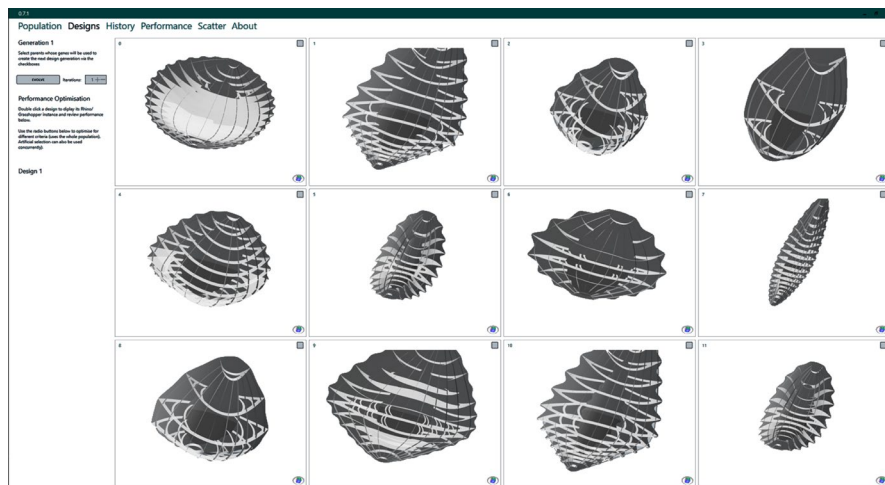 0.7.1
Population Designs History Performance Scatter About
Generation 1
Select parents whose genes will be used to
create the next design generation via the
checkboxes
Iterations:
Performance Optimisation
Double click a design to diplay its Rhino/
Grasshopper instance and review performance
below.
Use the radio buttons below to optimise for
different criteria (uses the whole population).
Artificial selection can also be used
concurrently).
Design 1
0
1
2
3
4
5
6
7
8
9
10
11